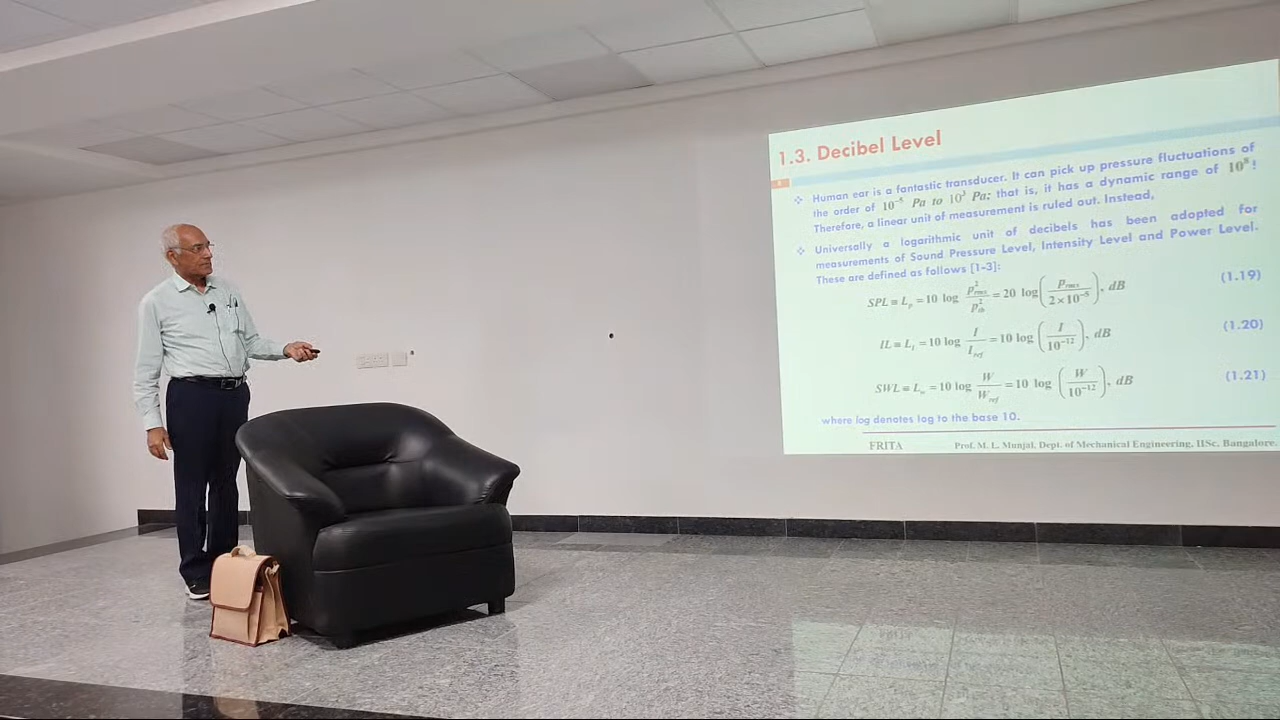 1.3. Decibel Level
8
❖ Human ear is a fantastic transducer. It can pick up pressure fluctuations of
the order of 10⁻⁵ Pa to 10³ Pa; that is, it has a dynamic range of 10⁸!
Therefore, a linear unit of measurement is ruled out. Instead,
❖ Universally a logarithmic unit of decibels has been adopted for
measurements of Sound Pressure Level, Intensity Level and Power Level.
These are defined as follows [1-3]:
SPL ≡ Lₚ = 10 log p²rms / p²th = 20 log (prms / 2×10⁻⁵), dB (1.19)
IL ≡ L_I = 10 log I / Iref = 10 log (I / 10⁻¹²), dB (1.20)
SWL ≡ L_w = 10 log W / Wref = 10 log (W / 10⁻¹²), dB (1.21)
where log denotes log to the base 10.
FRITA Prof. M. L. Munjal, Dept. of Mechanical Engineering, IISc, Bangalore.